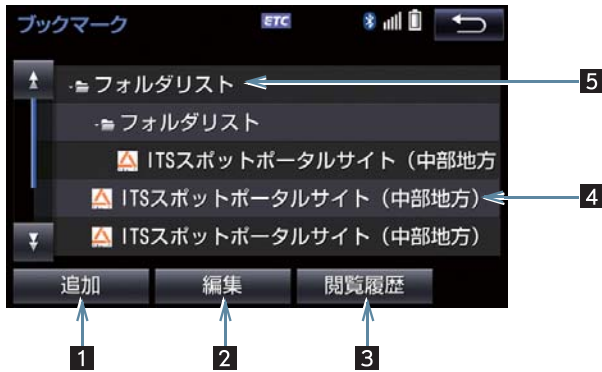 ブックマーク ETC
フォルダリスト 5
フォルダリスト
ITSスポットポータルサイト（中部地方
ITSスポットポータルサイト（中部地方） 4
ITSスポットポータルサイト（中部地方）
追加 編集 閲覧履歴
1 2 3